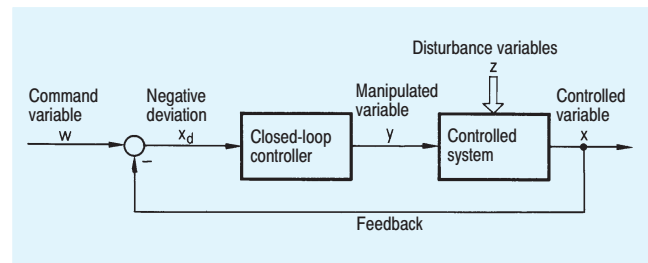 Disturbance variables
z
Command
variable
w
Negative
deviation
xd
Closed-loop
controller
Manipulated
variable
y
Controlled
system
Controlled
variable
x
–
Feedback